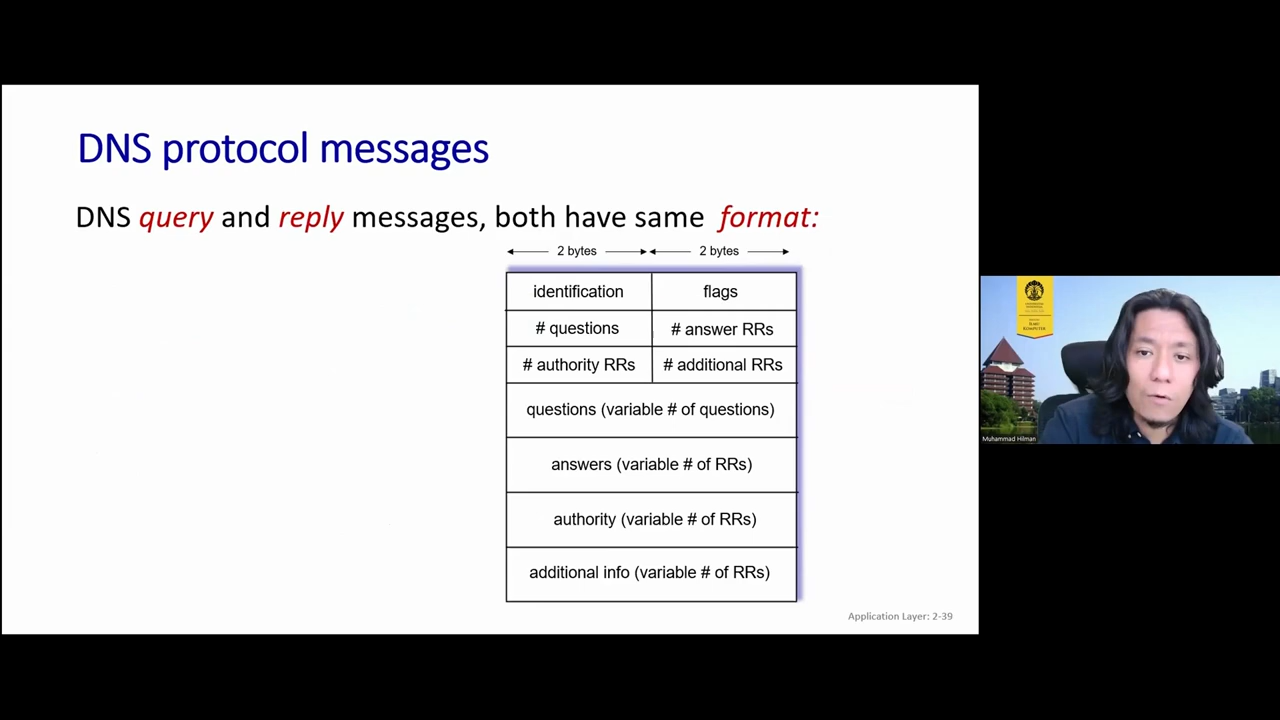 DNS protocol messages
DNS query and reply messages, both have same format:
2 bytes 2 bytes
identification flags
# questions # answer RRs
# authority RRs # additional RRs
questions (variable # of questions)
answers (variable # of RRs)
authority (variable # of RRs)
additional info (variable # of RRs)
Application Layer: 2-39
ILMU
KOMPUTER
Muhammad Hilman